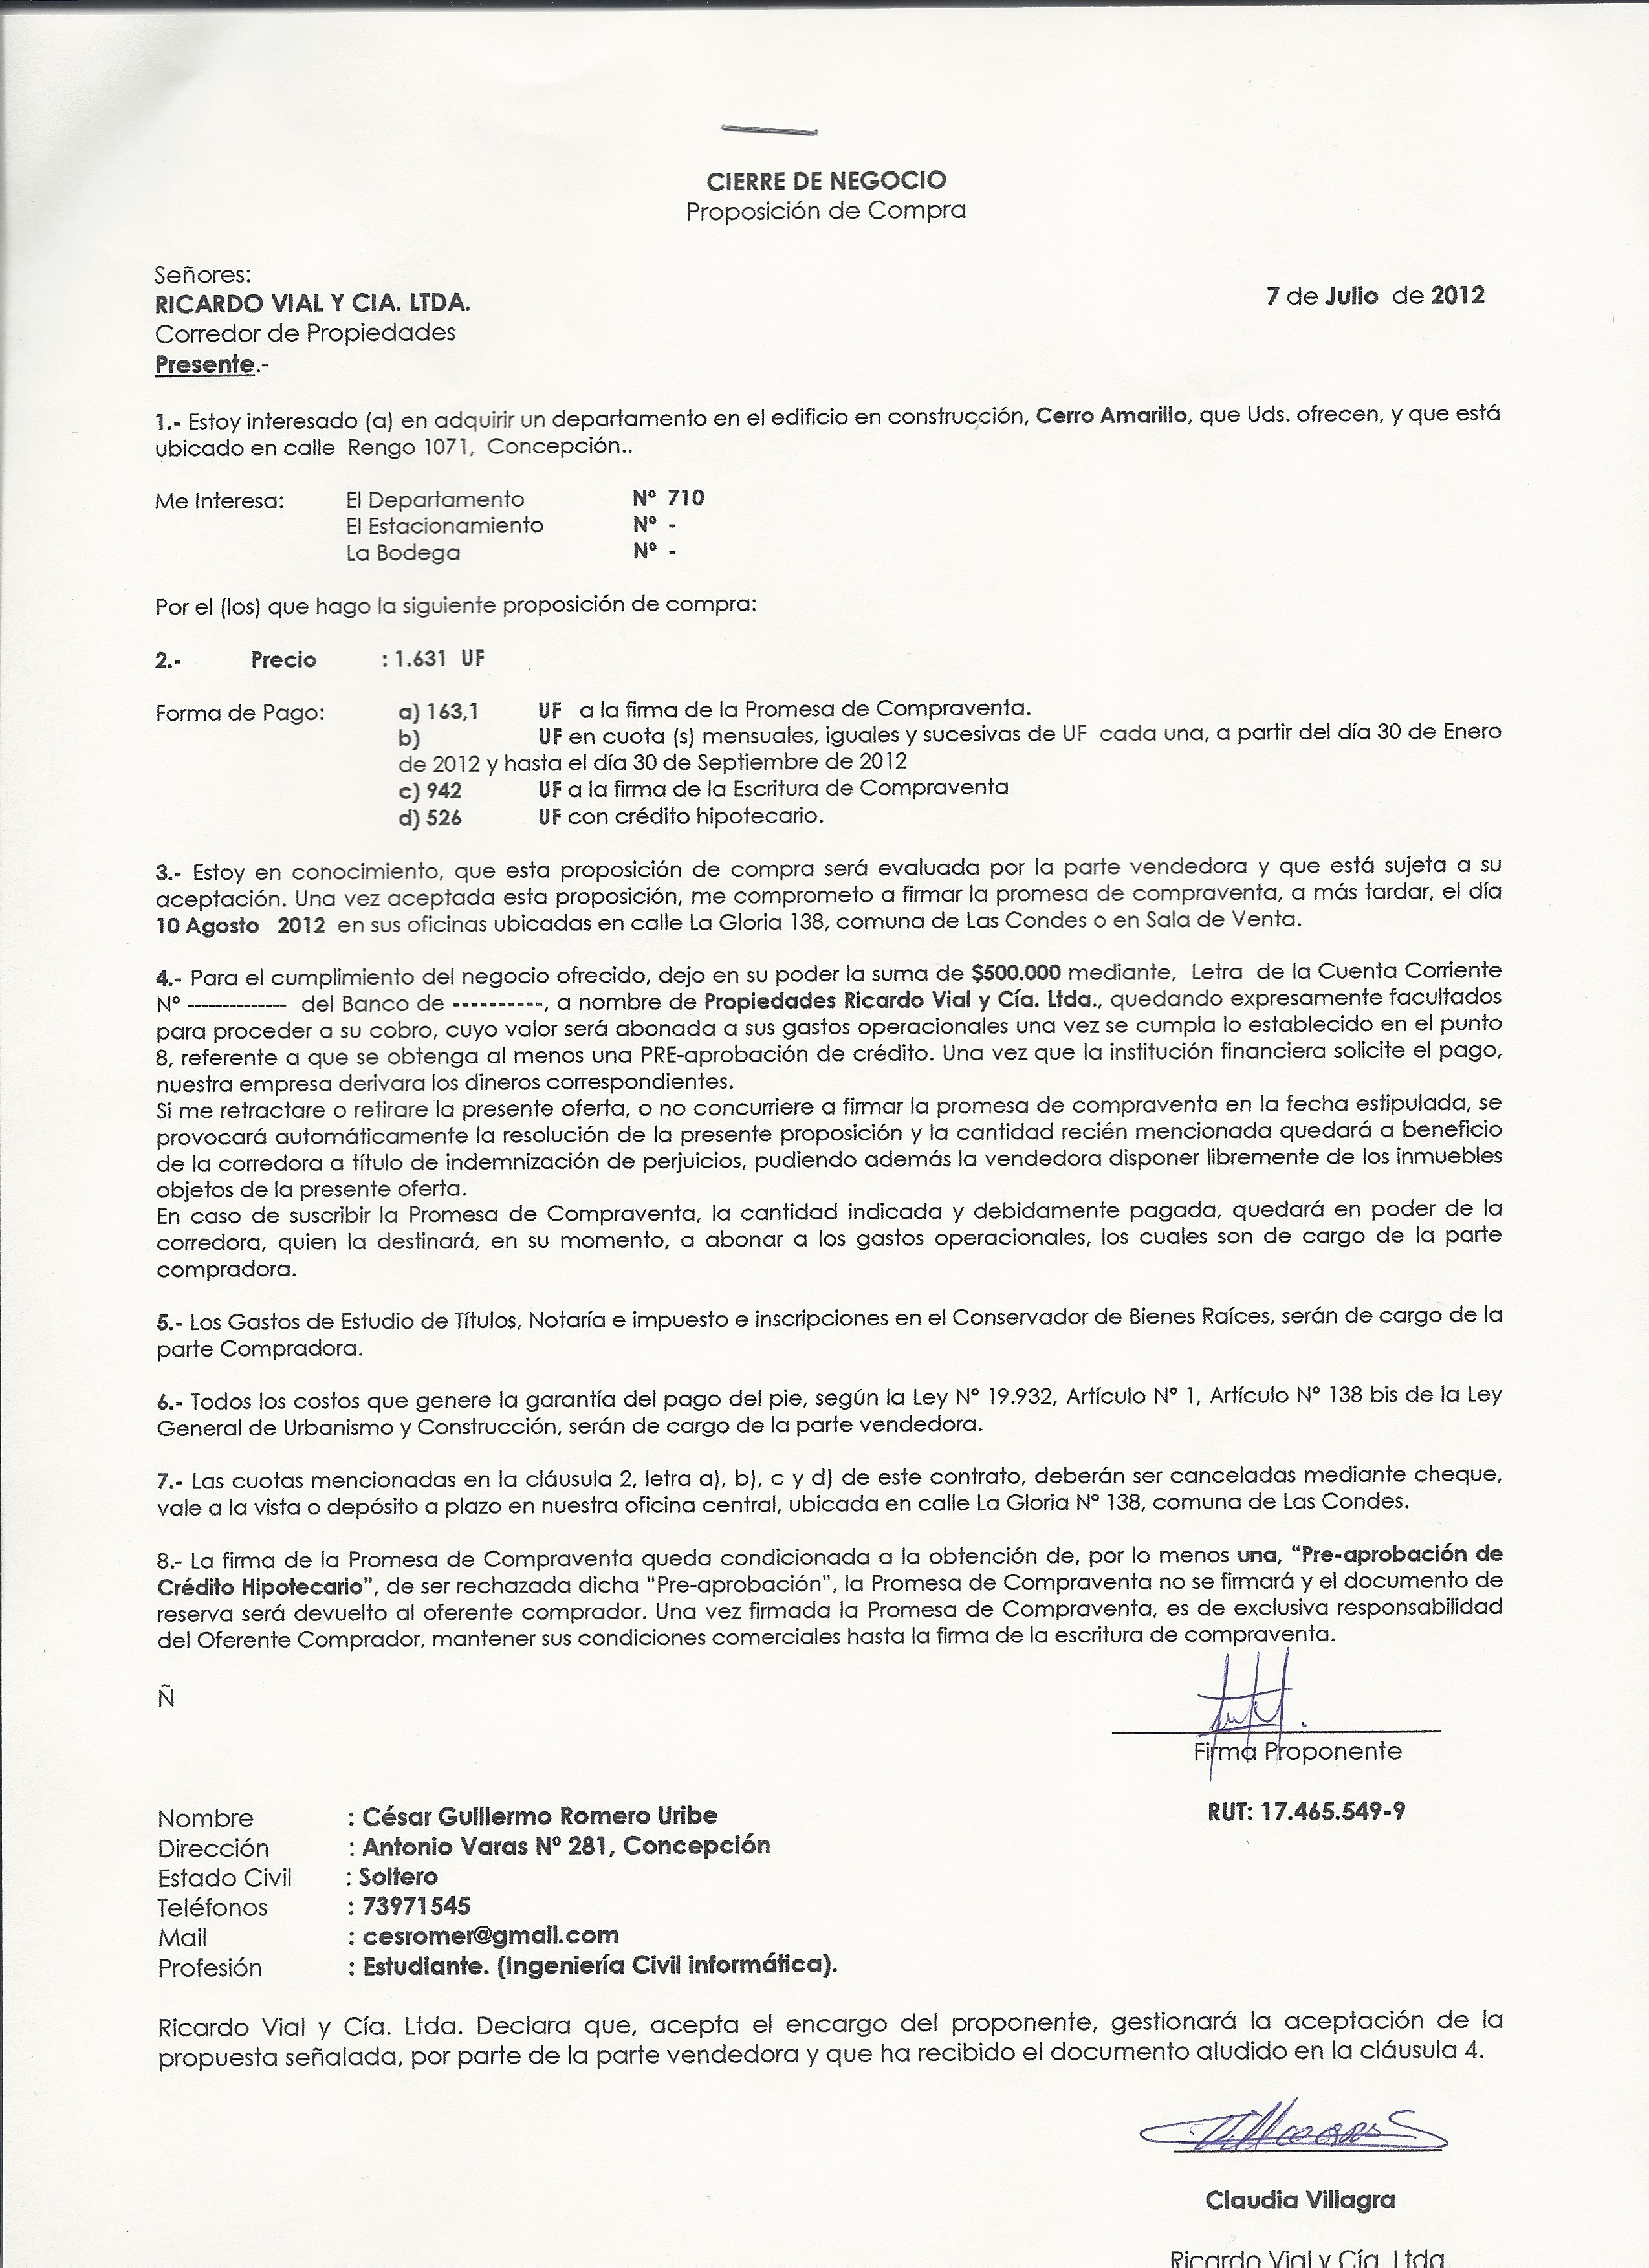 CIERRE DE NEGOCIO
Proposición de Compra
Señores:
RICARDO VIAL Y CIA. LTDA.
7 de Julio de 2012
Corredor de Propiedades
Presente.-
1.- Estoy interesado (a) en adquirir un departamento en el edificio en construcción, Cerro Amarillo, que Uds. ofrecen, y que está
ubicado en calle Rengo 1071, Concepción..
Me Interesa: El Departamento Nº 710
El Estacionamiento Nº -
La Bodega Nº -
Por el (los) que hago la siguiente proposición de compra:
2.- Precio : 1.631 UF
Forma de Pago: a) 163,1 UF a la firma de la Promesa de Compraventa.
b) UF en cuota (s) mensuales, iguales y sucesivas de UF cada una, a partir del día 30 de Enero
de 2012 y hasta el día 30 de Septiembre de 2012
c) 942 UF a la firma de la Escritura de Compraventa
d) 526 UF con crédito hipotecario.
3.- Estoy en conocimiento, que esta proposición de compra será evaluada por la parte vendedora y que está sujeta a su
aceptación. Una vez aceptada esta proposición, me comprometo a firmar la promesa de compraventa, a más tardar, el día
10 Agosto 2012 en sus oficinas ubicadas en calle La Gloria 138, comuna de Las Condes o en Sala de Venta.
4.- Para el cumplimiento del negocio ofrecido, dejo en su poder la suma de $500.000 mediante, Letra de la Cuenta Corriente
Nº -------------- del Banco de ----------, a nombre de Propiedades Ricardo Vial y Cía. Ltda., quedando expresamente facultados
para proceder a su cobro, cuyo valor será abonada a sus gastos operacionales una vez se cumpla lo establecido en el punto
8, referente a que se obtenga al menos una PRE-aprobación de crédito. Una vez que la institución financiera solicite el pago,
nuestra empresa derivara los dineros correspondientes.
Si me retractare o retirare la presente oferta, o no concurriere a firmar la promesa de compraventa en la fecha estipulada, se
provocará automáticamente la resolución de la presente proposición y la cantidad recién mencionada quedará a beneficio
de la corredora a título de indemnización de perjuicios, pudiendo además la vendedora disponer libremente de los inmuebles
objetos de la presente oferta.
En caso de suscribir la Promesa de Compraventa, la cantidad indicada y debidamente pagada, quedará en poder de la
corredora, quien la destinará, en su momento, a abonar a los gastos operacionales, los cuales son de cargo de la parte
compradora.
5.- Los Gastos de Estudio de Títulos, Notaría e impuesto e inscripciones en el Conservador de Bienes Raíces, serán de cargo de la
parte Compradora.
6.- Todos los costos que genere la garantía del pago del pie, según la Ley Nº 19.932, Artículo Nº 1, Artículo Nº 138 bis de la Ley
General de Urbanismo y Construcción, serán de cargo de la parte vendedora.
7.- Las cuotas mencionadas en la cláusula 2, letra a), b), c y d) de este contrato, deberán ser canceladas mediante cheque,
vale a la vista o depósito a plazo en nuestra oficina central, ubicada en calle La Gloria Nº 138, comuna de Las Condes.
8.- La firma de la Promesa de Compraventa queda condicionada a la obtención de, por lo menos una, “Pre-aprobación de
Crédito Hipotecario”, de ser rechazada dicha “Pre-aprobación”, la Promesa de Compraventa no se firmará y el documento de
reserva será devuelto al oferente comprador. Una vez firmada la Promesa de Compraventa, es de exclusiva responsabilidad
del Oferente Comprador, mantener sus condiciones comerciales hasta la firma de la escritura de compraventa.
Ñ
Firma Proponente
RUT: 17.465.549-9
Nombre : César Guillermo Romero Uribe
Dirección : Antonio Varas Nº 281, Concepción
Estado Civil : Soltero
Teléfonos : 73971545
Mail : cesromer@gmail.com
Profesión : Estudiante. (Ingeniería Civil informática).
Ricardo Vial y Cía. Ltda. Declara que, acepta el encargo del proponente, gestionará la aceptación de la
propuesta señalada, por parte de la parte vendedora y que ha recibido el documento aludido en la cláusula 4.
Claudia Villagra
Ricardo Vial y Cía. Ltda.